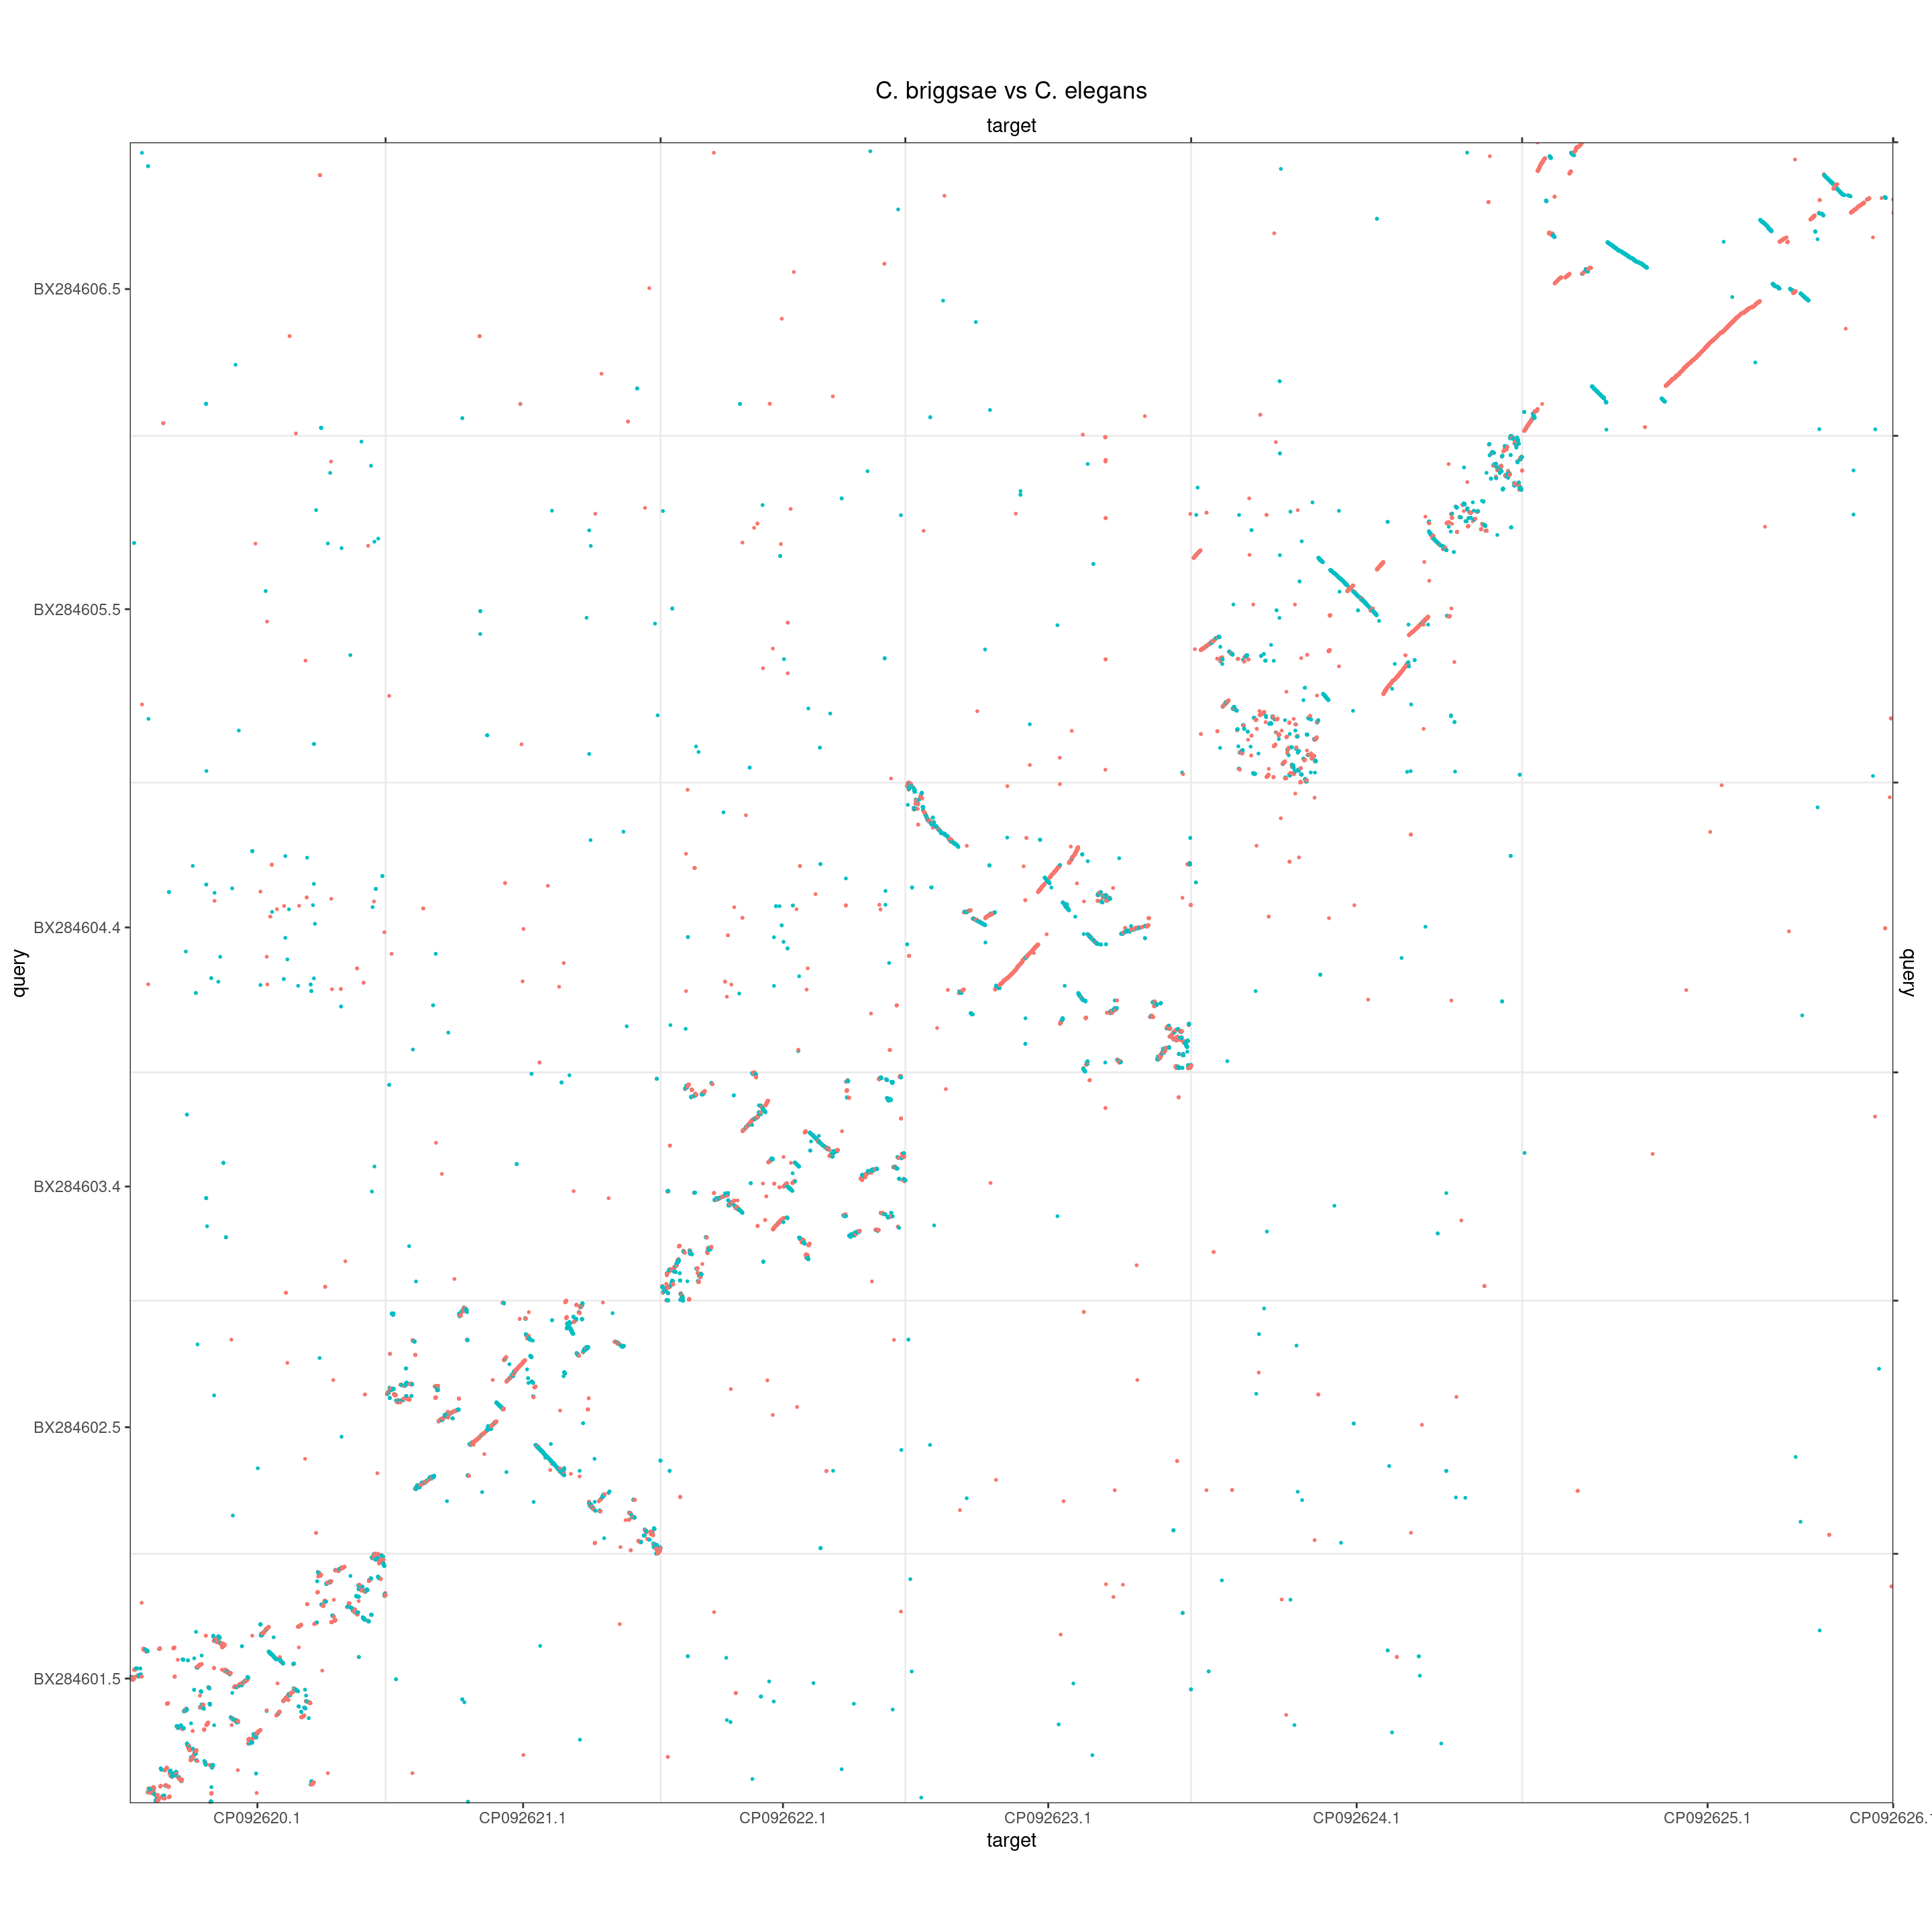 C. briggsae vs C. elegans
target
BX284606.5
BX284605.5
BX284604.4
BX284603.4
BX284602.5
BX284601.5
query
query
CP092620.1
CP092621.1
CP092622.1
CP092623.1
CP092624.1
CP092625.1
CP092626.
target